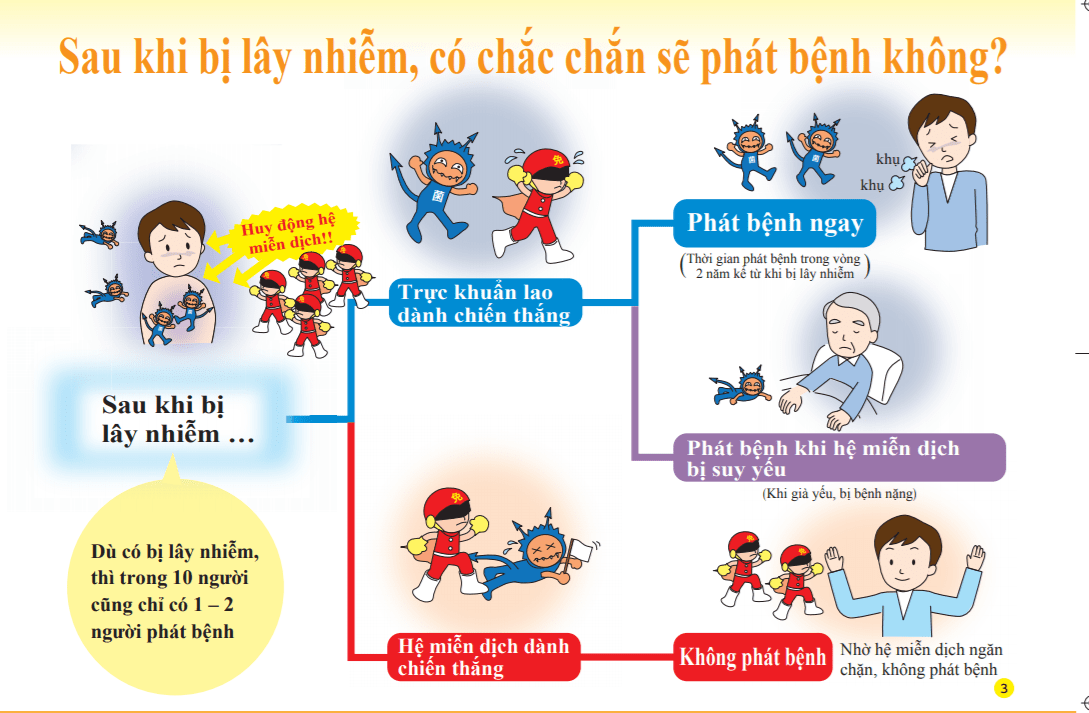 Sau khi bị lây nhiễm, có chắc chắn sẽ phát bệnh không?
Huy động hệ
miễn dịch!!
菌
免
Trực khuẩn lao
dành chiến thắng
菌
菌
khụ
khụ
Phát bệnh ngay
(Thời gian phát bệnh trong vòng
2 năm kể từ khi bị lây nhiễm)
Sau khi bị
lây nhiễm …
Phát bệnh khi hệ miễn dịch
bị suy yếu
(Khi già yếu, bị bệnh nặng)
Dù có bị lây nhiễm,
thì trong 10 người
cũng chỉ có 1 – 2
người phát bệnh
免
Hệ miễn dịch dành
chiến thắng
Không phát bệnh
Nhờ hệ miễn dịch ngăn
chặn, không phát bệnh
3